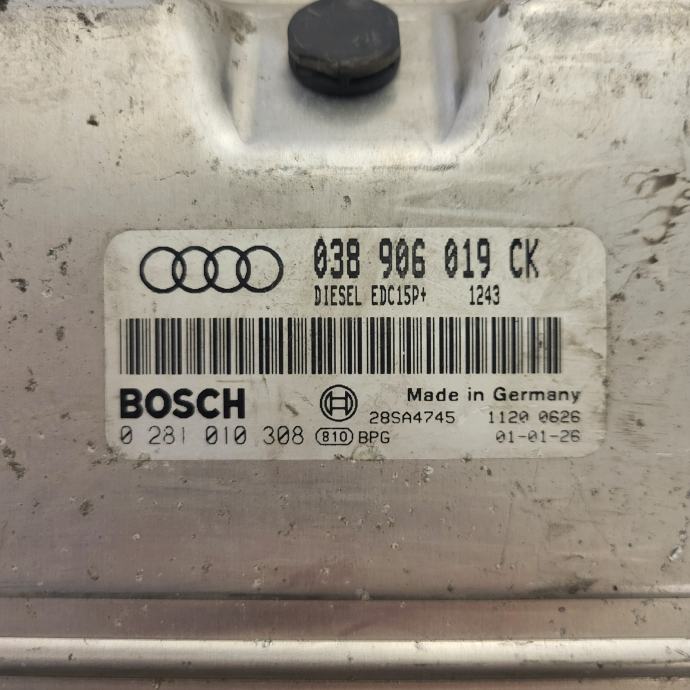 038 906 019 CK
DIESEL EDC15P+ 1243
BOSCH
Made in Germany
28SA4745 1120 0626
0 281 010 308 810 BPG 01-01-26